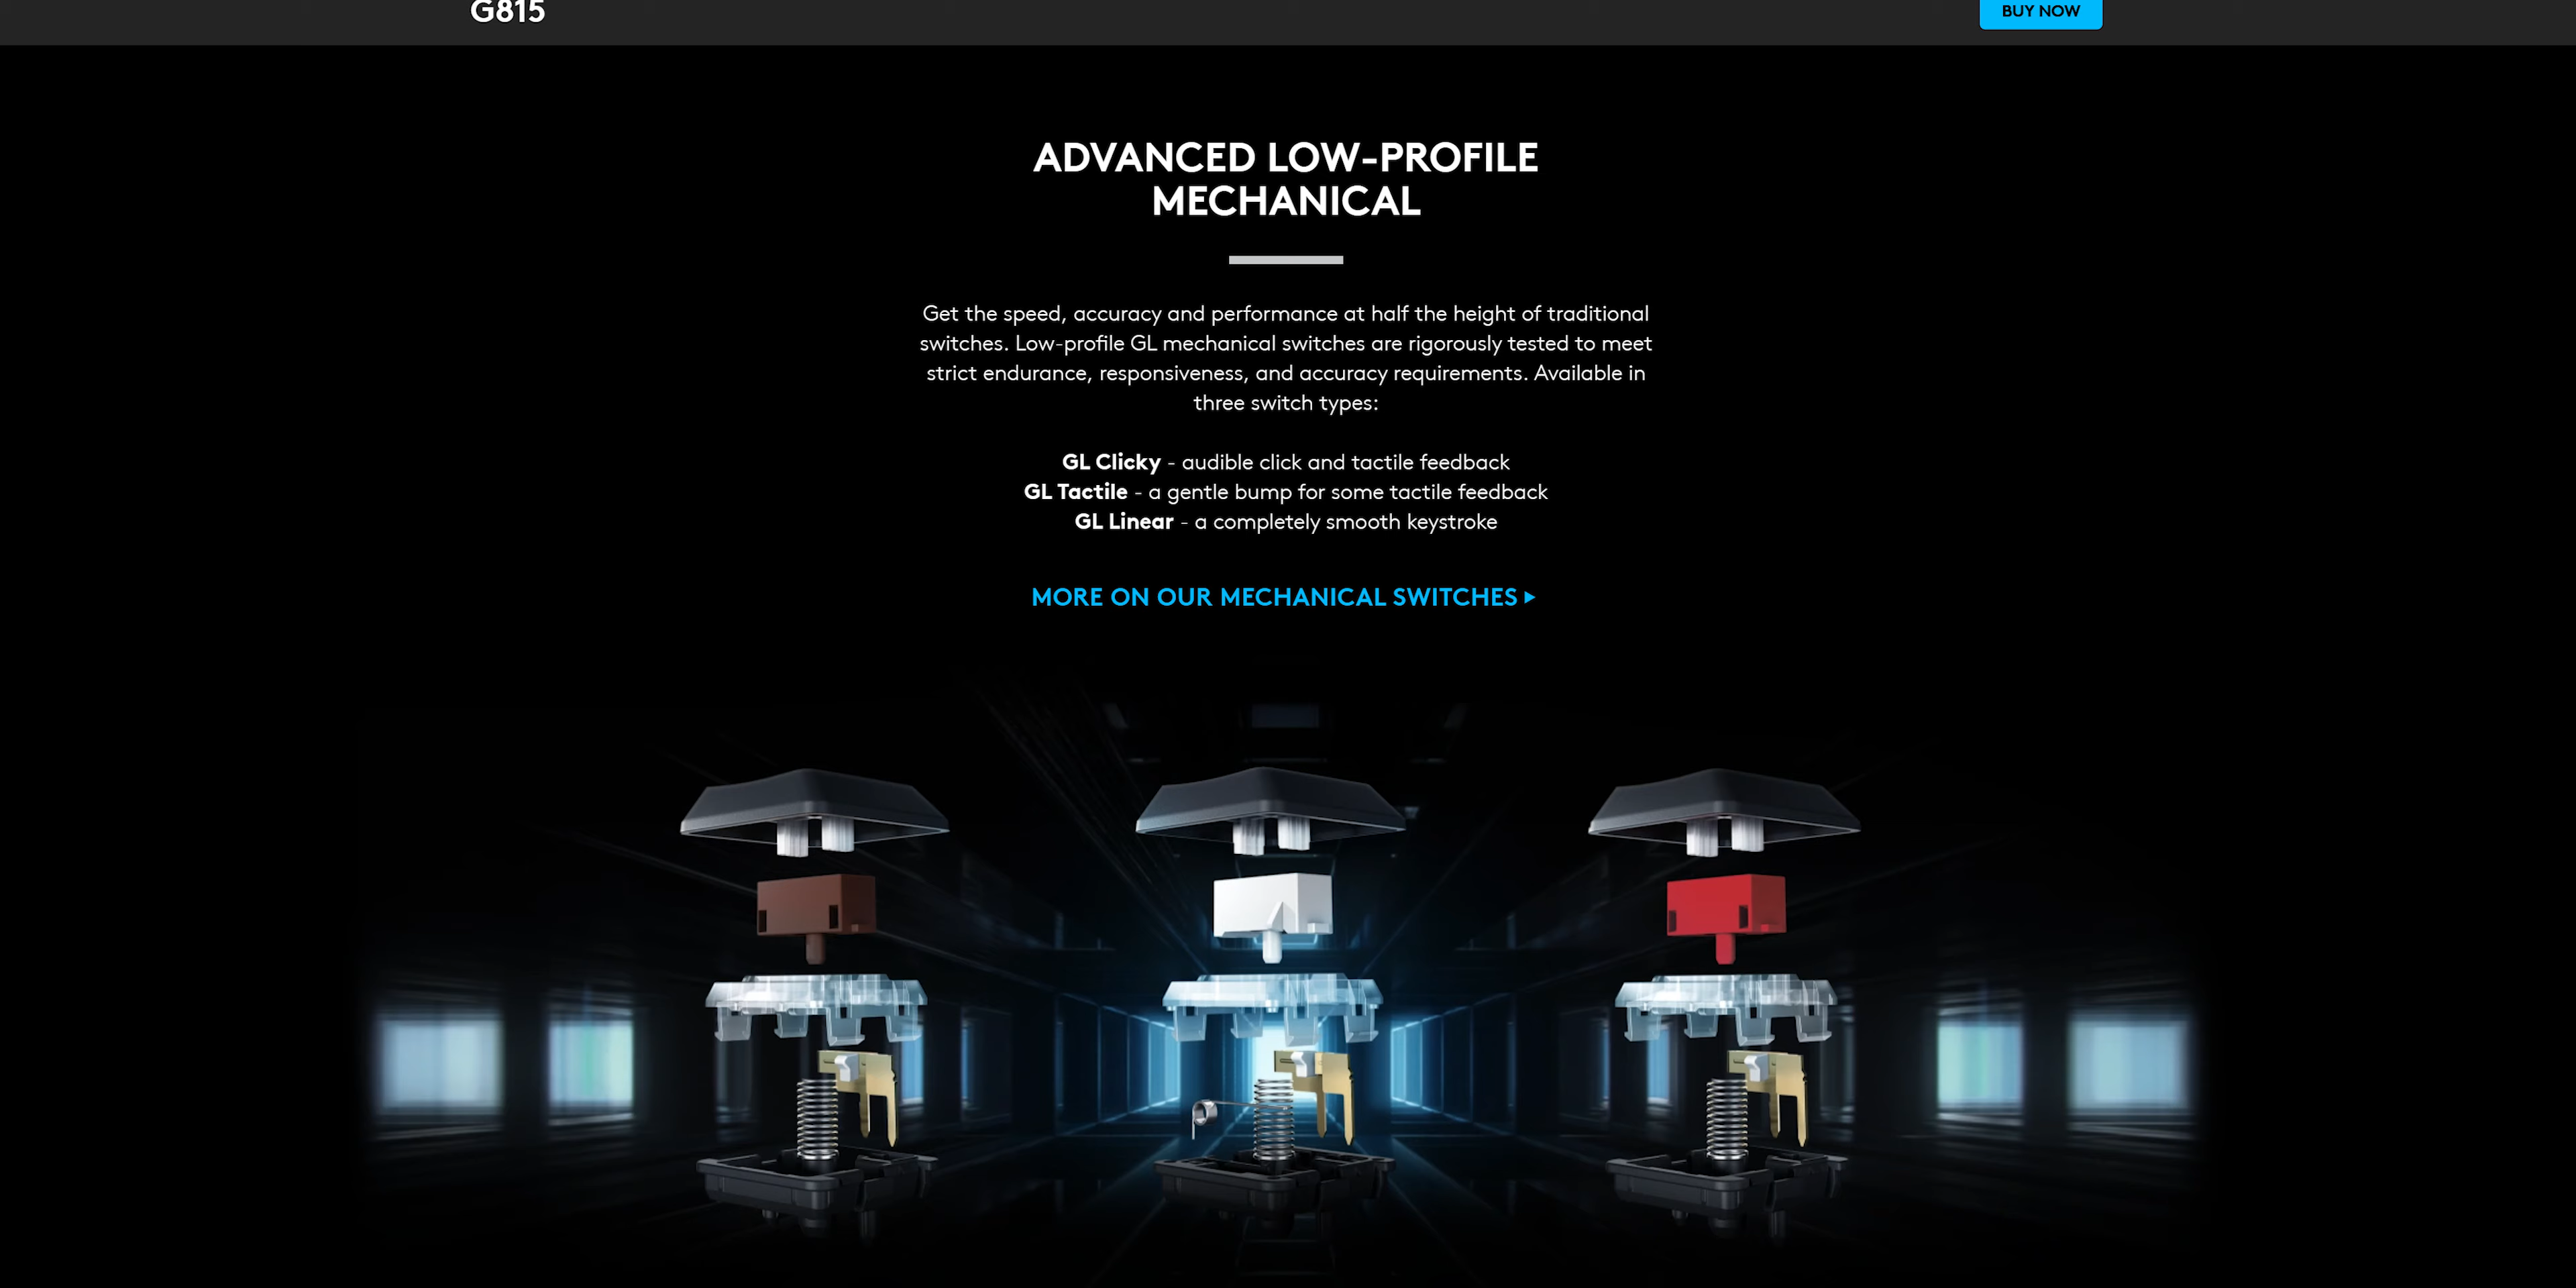 G815
BUY NOW
ADVANCED LOW-PROFILE
MECHANICAL
Get the speed, accuracy and performance at half the height of traditional
switches. Low-profile GL mechanical switches are rigorously tested to meet
strict endurance, responsiveness, and accuracy requirements. Available in
three switch types:
GL Clicky - audible click and tactile feedback
GL Tactile - a gentle bump for some tactile feedback
GL Linear - a completely smooth keystroke
MORE ON OUR MECHANICAL SWITCHES ▸